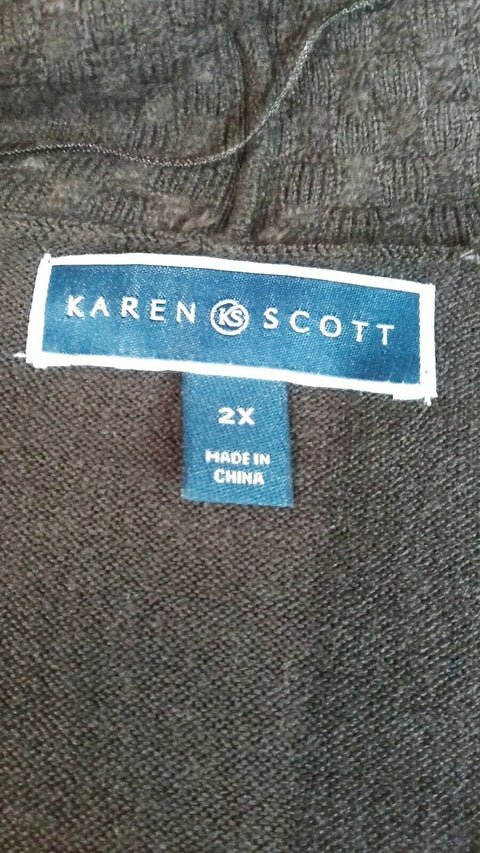 KAREN KS SCOTT
2X
MADE IN
CHINA